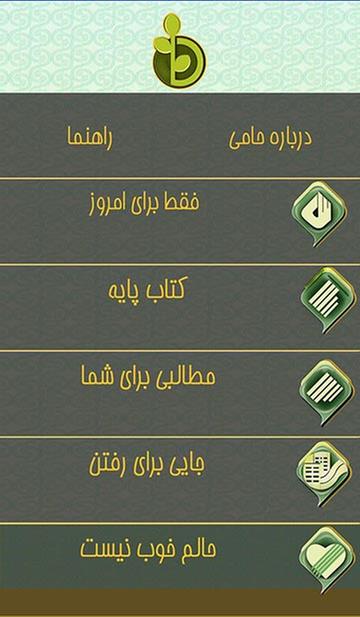 درباره حامی راهنما
فقط برای امروز
کتاب پایه
مطالبی برای شما
جایی برای رفتن
حالم خوب نیست